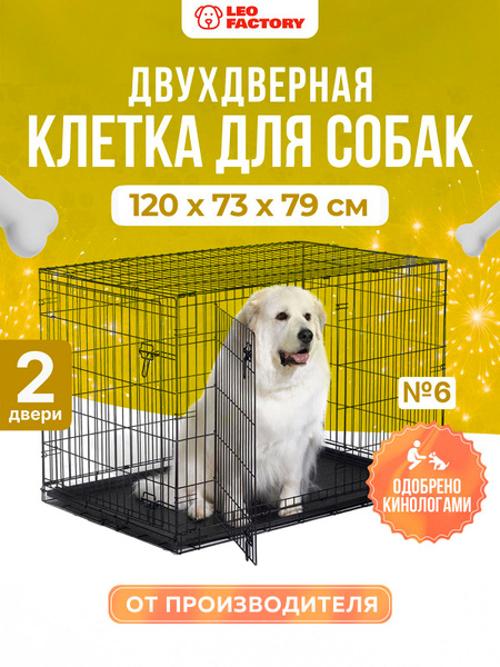 LEO
FACTORY
ДВУХДВЕРНАЯ
КЛЕТКА ДЛЯ СОБАК
120 х 73 х 79 см
2
двери
№6
ОДОБРЕНО
КИНОЛОГАМИ
ОТ ПРОИЗВОДИТЕЛЯ